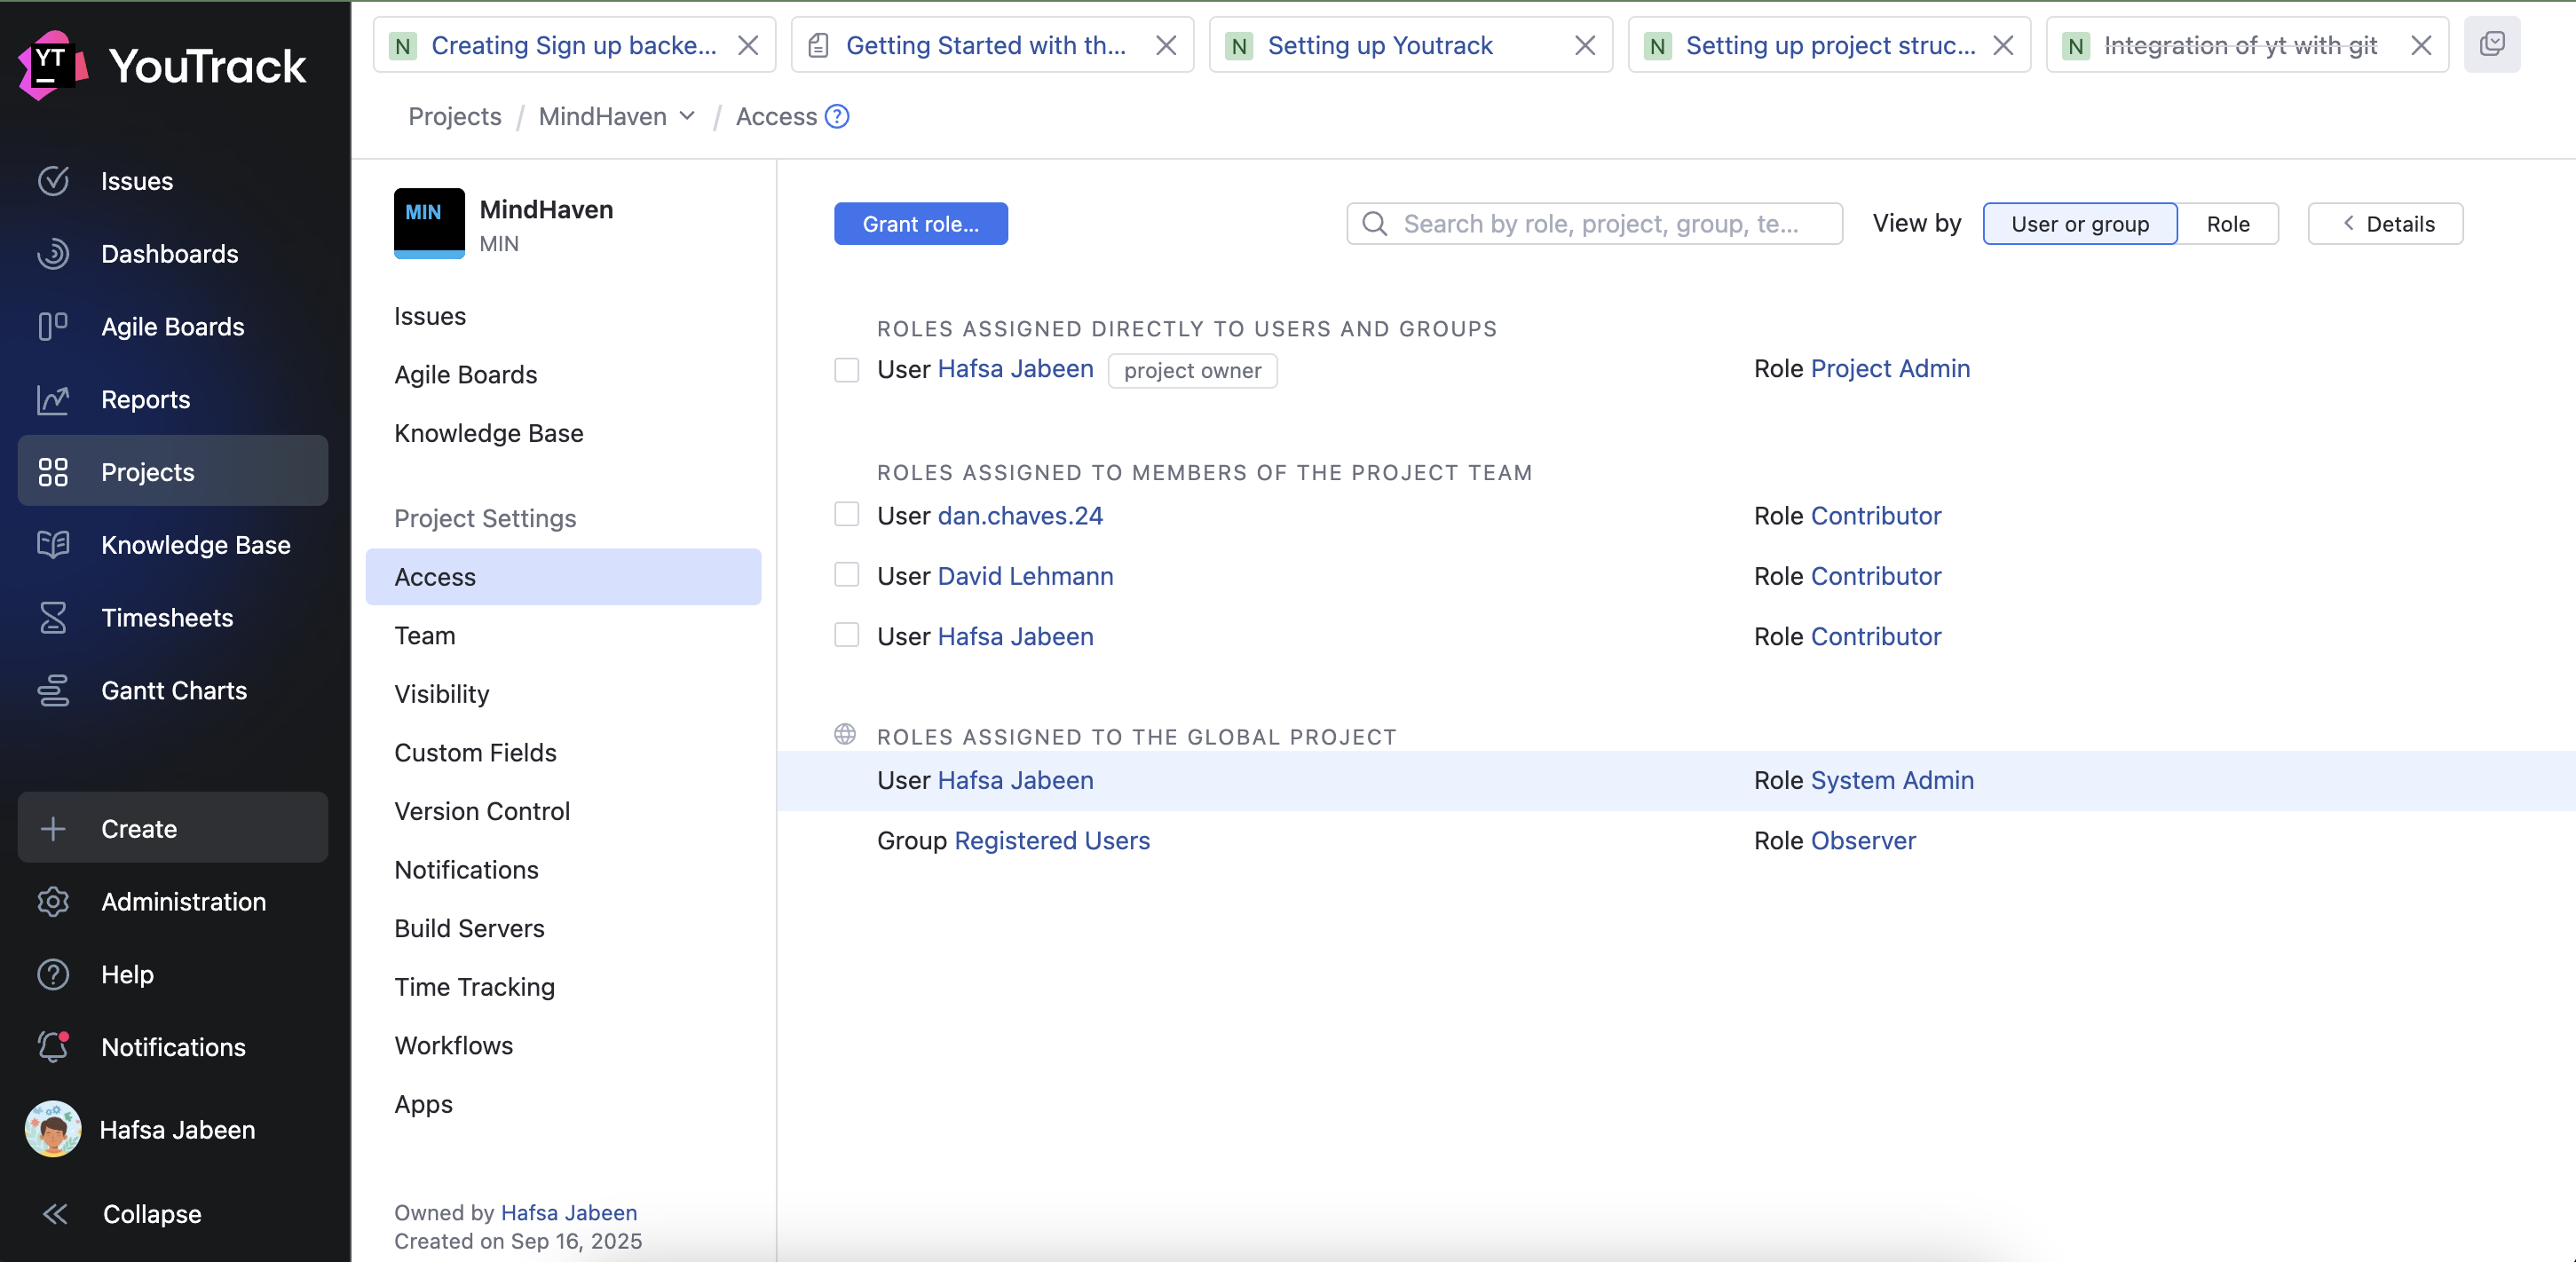 YT YouTrack
Issues
Dashboards
Agile Boards
Reports
Projects
Knowledge Base
Timesheets
Gantt Charts
Create
Administration
Help
Notifications
Hafsa Jabeen
Collapse
N Creating Sign up backe...
Getting Started with th...
N Setting up Youtrack
N Setting up project struc...
N Integration of yt with git
Projects / MindHaven / Access ?
MIN
MindHaven
MIN
Issues
Agile Boards
Knowledge Base
Project Settings
Access
Team
Visibility
Custom Fields
Version Control
Notifications
Build Servers
Time Tracking
Workflows
Apps
Owned by Hafsa Jabeen
Created on Sep 16, 2025
Grant role...
Search by role, project, group, te...
View by User or group Role
Details
ROLES ASSIGNED DIRECTLY TO USERS AND GROUPS
User Hafsa Jabeen project owner Role Project Admin
ROLES ASSIGNED TO MEMBERS OF THE PROJECT TEAM
User dan.chaves.24 Role Contributor
User David Lehmann Role Contributor
User Hafsa Jabeen Role Contributor
ROLES ASSIGNED TO THE GLOBAL PROJECT
User Hafsa Jabeen Role System Admin
Group Registered Users Role Observer